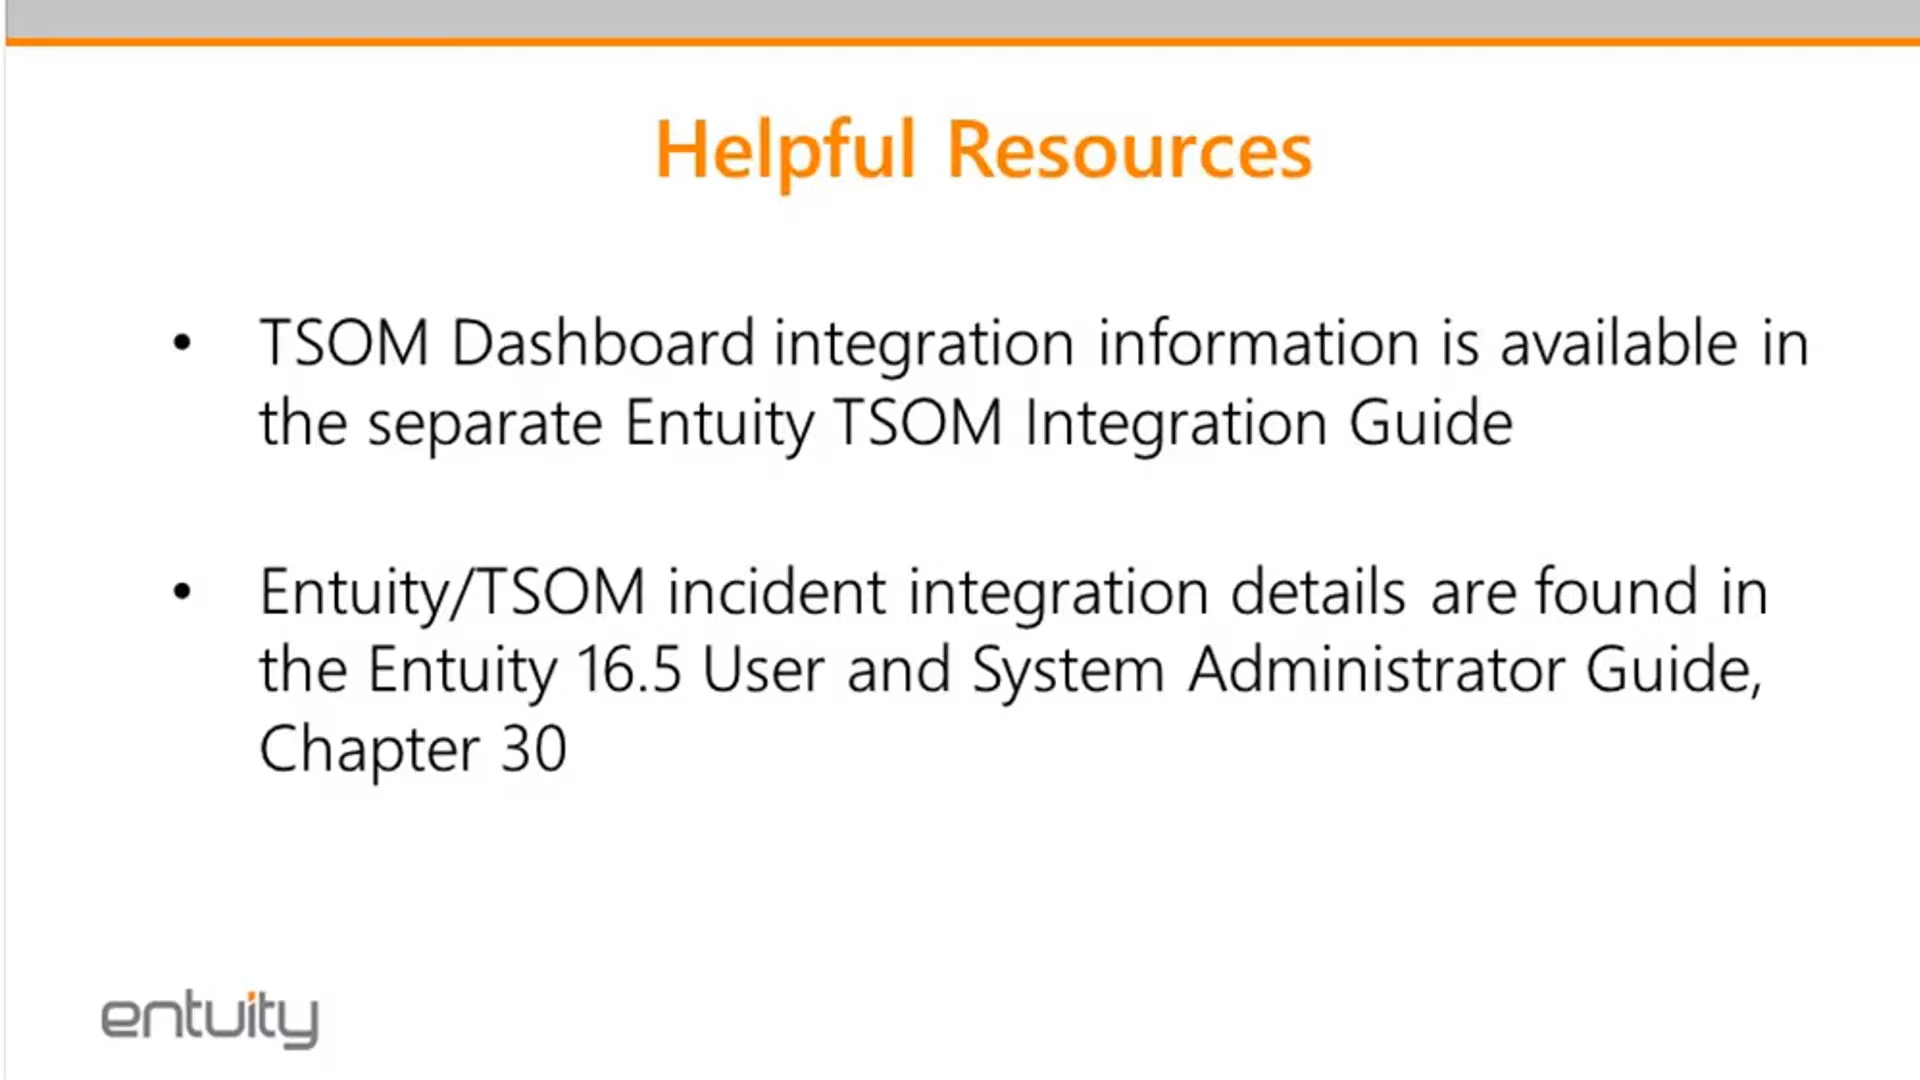 Helpful Resources
• TSOM Dashboard integration information is available in
the separate Entuity TSOM Integration Guide
• Entuity/TSOM incident integration details are found in
the Entuity 16.5 User and System Administrator Guide,
Chapter 30
entuity